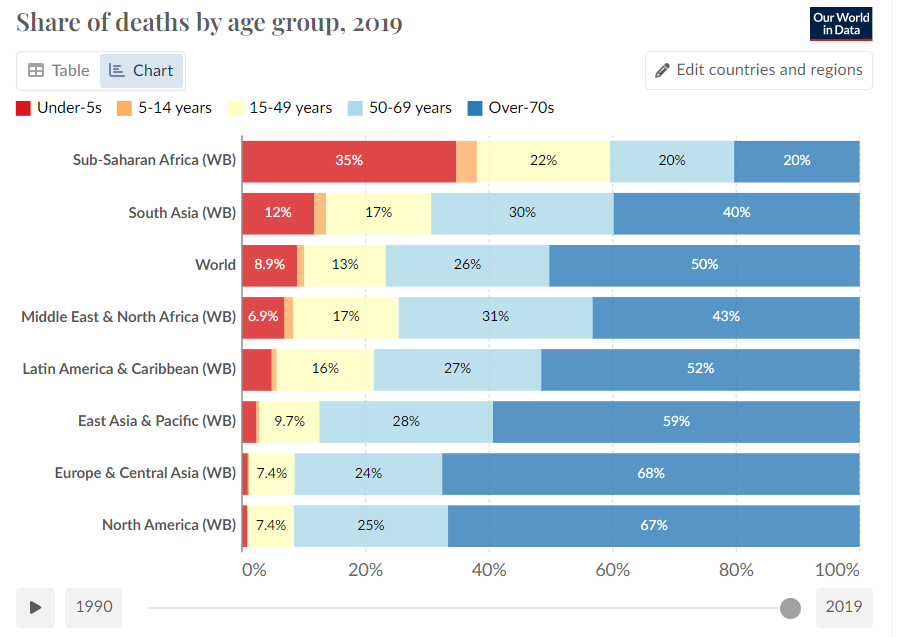 Share of deaths by age group, 2019
Our World
in Data
Table
Chart
Edit countries and regions
Under-5s
5-14 years
15-49 years
50-69 years
Over-70s
Sub-Saharan Africa (WB) 35% 22% 20% 20%
South Asia (WB) 12% 17% 30% 40%
World 8.9% 13% 26% 50%
Middle East & North Africa (WB) 6.9% 17% 31% 43%
Latin America & Caribbean (WB) 16% 27% 52%
East Asia & Pacific (WB) 9.7% 28% 59%
Europe & Central Asia (WB) 7.4% 24% 68%
North America (WB) 7.4% 25% 67%
0% 20% 40% 60% 80% 100%
1990
2019